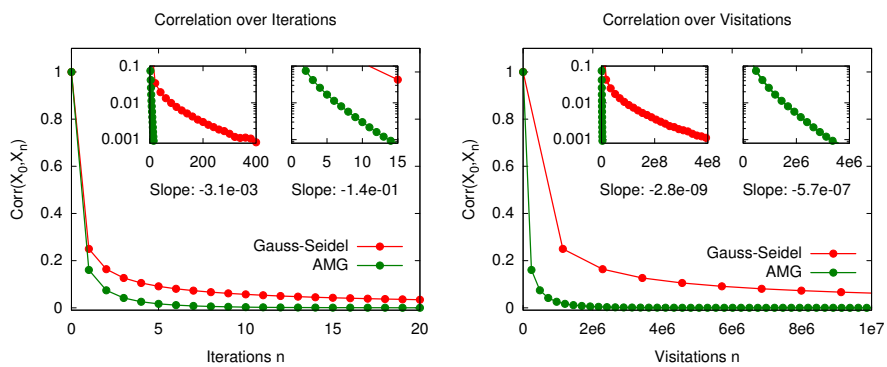 Correlation over Iterations
Corr(X0,Xn)
1
0.8
0.6
0.4
0.2
0
0
5
10
15
20
Iterations n
0.1
0.01
0.001
0
200
400
Slope: -3.1e-03
0
5
10
15
Slope: -1.4e-01
Gauss-Seidel
AMG
Correlation over Visitations
Corr(X0,Xn)
1
0.8
0.6
0.4
0.2
0
0
2e6
4e6
6e6
8e6
1e7
Visitations n
0.1
0.01
0.001
0
2e8
4e8
Slope: -2.8e-09
0
2e6
4e6
Slope: -5.7e-07
Gauss-Seidel
AMG